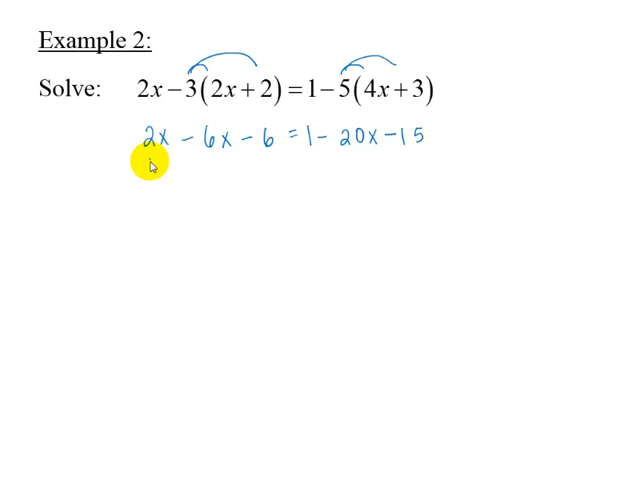 Example 2:
Solve: 2x − 3(2x + 2) = 1 − 5(4x + 3)
2x − 6x − 6 = 1 − 20x − 15